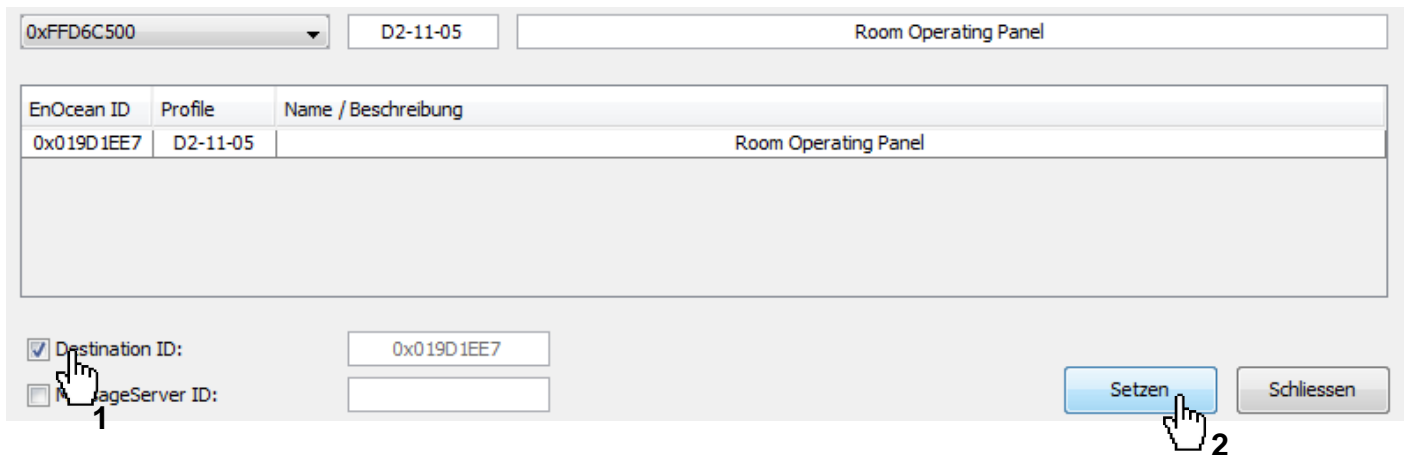 0xFFD6C500 D2-11-05 Room Operating Panel
EnOcean ID Profile Name / Beschreibung
0x019D1EE7 D2-11-05 Room Operating Panel
Destination ID: 0x019D1EE7
ageServer ID: Setzen Schliessen
1
2